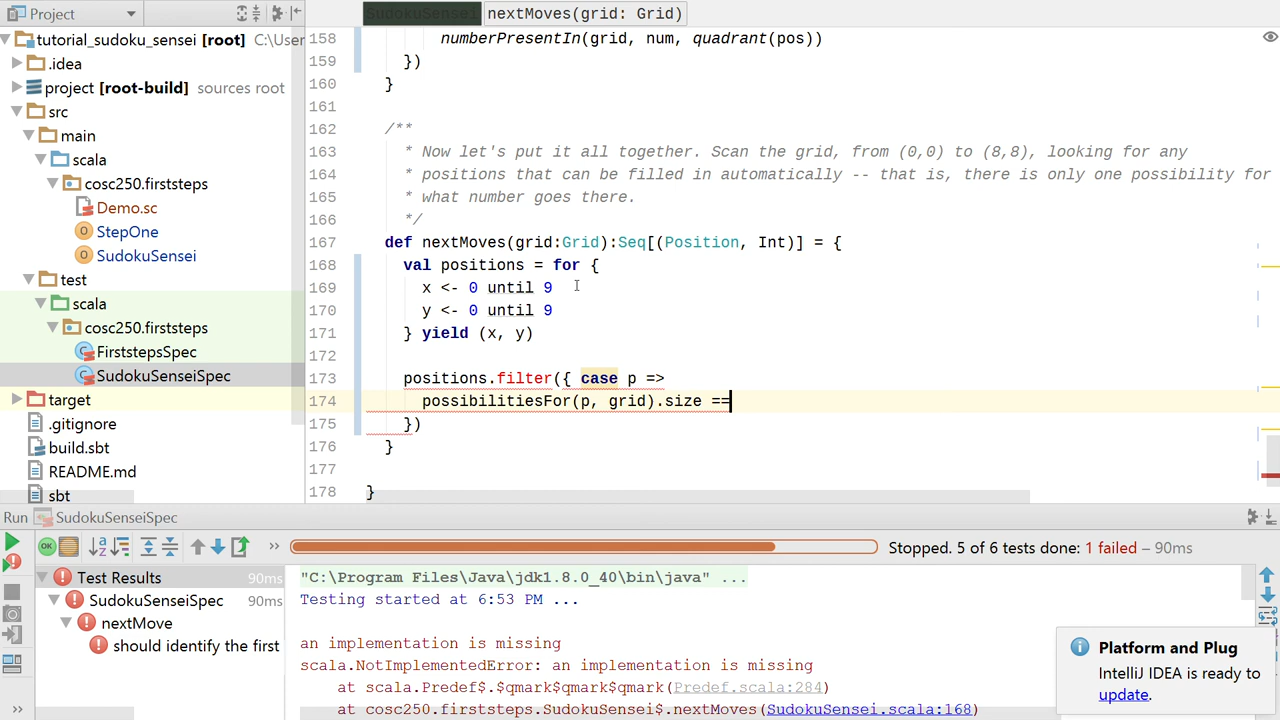 Project
SudokuSensei
nextMoves(grid: Grid)
tutorial_sudoku_sensei [root] C:\User
.idea
project [root-build] sources root
src
main
scala
cosc250.firststeps
Demo.sc
StepOne
SudokuSensei
test
scala
cosc250.firststeps
FirststepsSpec
SudokuSenseiSpec
target
.gitignore
build.sbt
README.md
sbt
158 numberPresentIn(grid, num, quadrant(pos))
159 })
160 }
161
162 /**
163 * Now let's put it all together. Scan the grid, from (0,0) to (8,8), looking for any
164 * positions that can be filled in automatically -- that is, there is only one possibility for
165 * what number goes there.
166 */
167 def nextMoves(grid:Grid):Seq[(Position, Int)] = {
168 val positions = for {
169 x <- 0 until 9
170 y <- 0 until 9
171 } yield (x, y)
172
173 positions.filter({ case p =>
174 possibilitiesFor(p, grid).size ==
175 })
176 }
177
178 }
Run SudokuSenseiSpec
OK
Stopped. 5 of 6 tests done: 1 failed – 90ms
Test Results 90ms
SudokuSenseiSpec 90ms
nextMove
should identify the first
"C:\Program Files\Java\jdk1.8.0_40\bin\java" ...
Testing started at 6:53 PM ...
an implementation is missing
scala.NotImplementedError: an implementation is missing
at scala.Predef$.$qmark$qmark$qmark(Predef.scala:284)
at cosc250.firststeps.SudokuSensei$.nextMoves(SudokuSensei.scala:168)
Platform and Plug
IntelliJ IDEA is ready to
update.